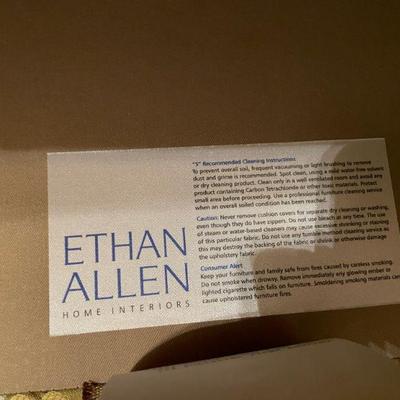 ETHAN
ALLEN
HOME INTERIORS
"S" Recommended Cleaning Instructions
To prevent overall soil, frequent vacuuming or light brushing to remove
dust and grime is recommended. Spot clean, using a mild water free solvent
or dry cleaning product. Clean only in a well ventilated room and avoid any
product containing Carbon Tetrachloride or other toxic materials. Pretest
small area before proceeding. Use a professional furniture cleaning service
when an overall soiled condition has been reached.
Caution: Never remove cushion covers for separate dry cleaning or washing,
even though they do have zippers. Do not use bleach at any time. The use
of steam or water-based cleaners may cause excessive shrinking or staining
of this particular fabric. Do not use any tumble method cleaning service as
this may destroy the backing of the fabric or shrink or otherwise damage
the upholstery fabric.
Consumer Alert
Keep your furniture and family safe from fires caused by careless smoking.
Do not smoke when drowsy. Remove immediately any glowing ember or
lighted cigarette which falls on furniture. Smoldering smoking materials can
cause upholstered furniture fires.